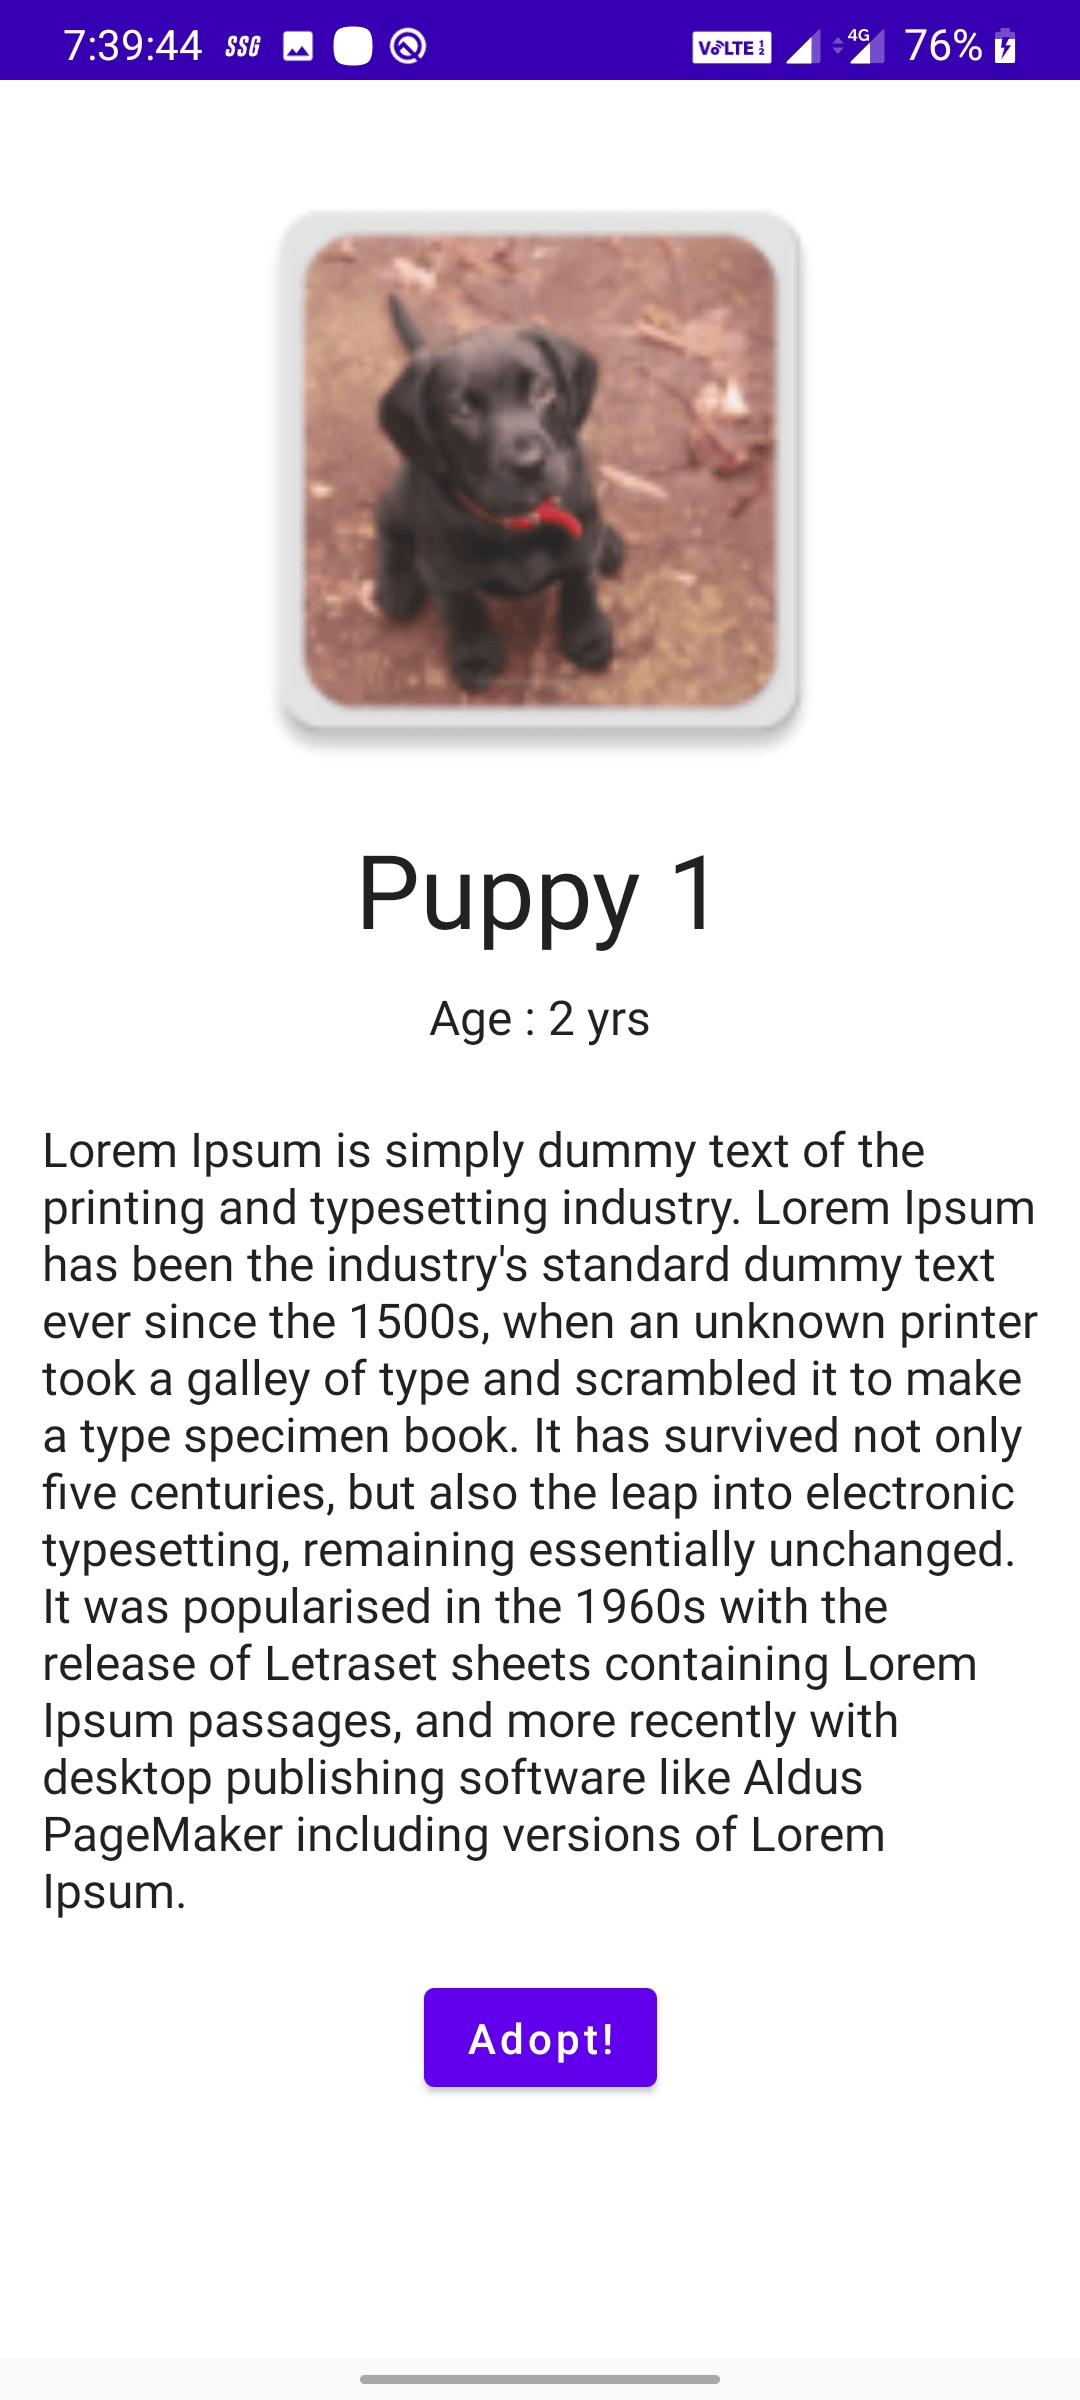 7:39:44 SSG VoLTE 1 2 4G 76%
Puppy 1
Age : 2 yrs
Lorem Ipsum is simply dummy text of the
printing and typesetting industry. Lorem Ipsum
has been the industry's standard dummy text
ever since the 1500s, when an unknown printer
took a galley of type and scrambled it to make
a type specimen book. It has survived not only
five centuries, but also the leap into electronic
typesetting, remaining essentially unchanged.
It was popularised in the 1960s with the
release of Letraset sheets containing Lorem
Ipsum passages, and more recently with
desktop publishing software like Aldus
PageMaker including versions of Lorem
Ipsum.
Adopt!